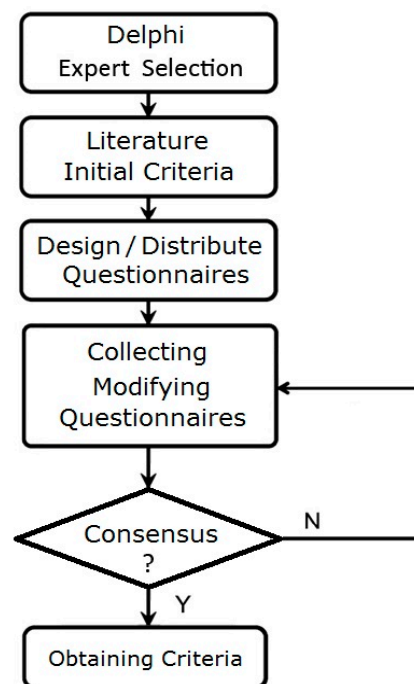 Delphi
Expert Selection
Literature
Initial Criteria
Design / Distribute
Questionnaires
Collecting
Modifying
Questionnaires
Consensus
?
N
Y
Obtaining Criteria